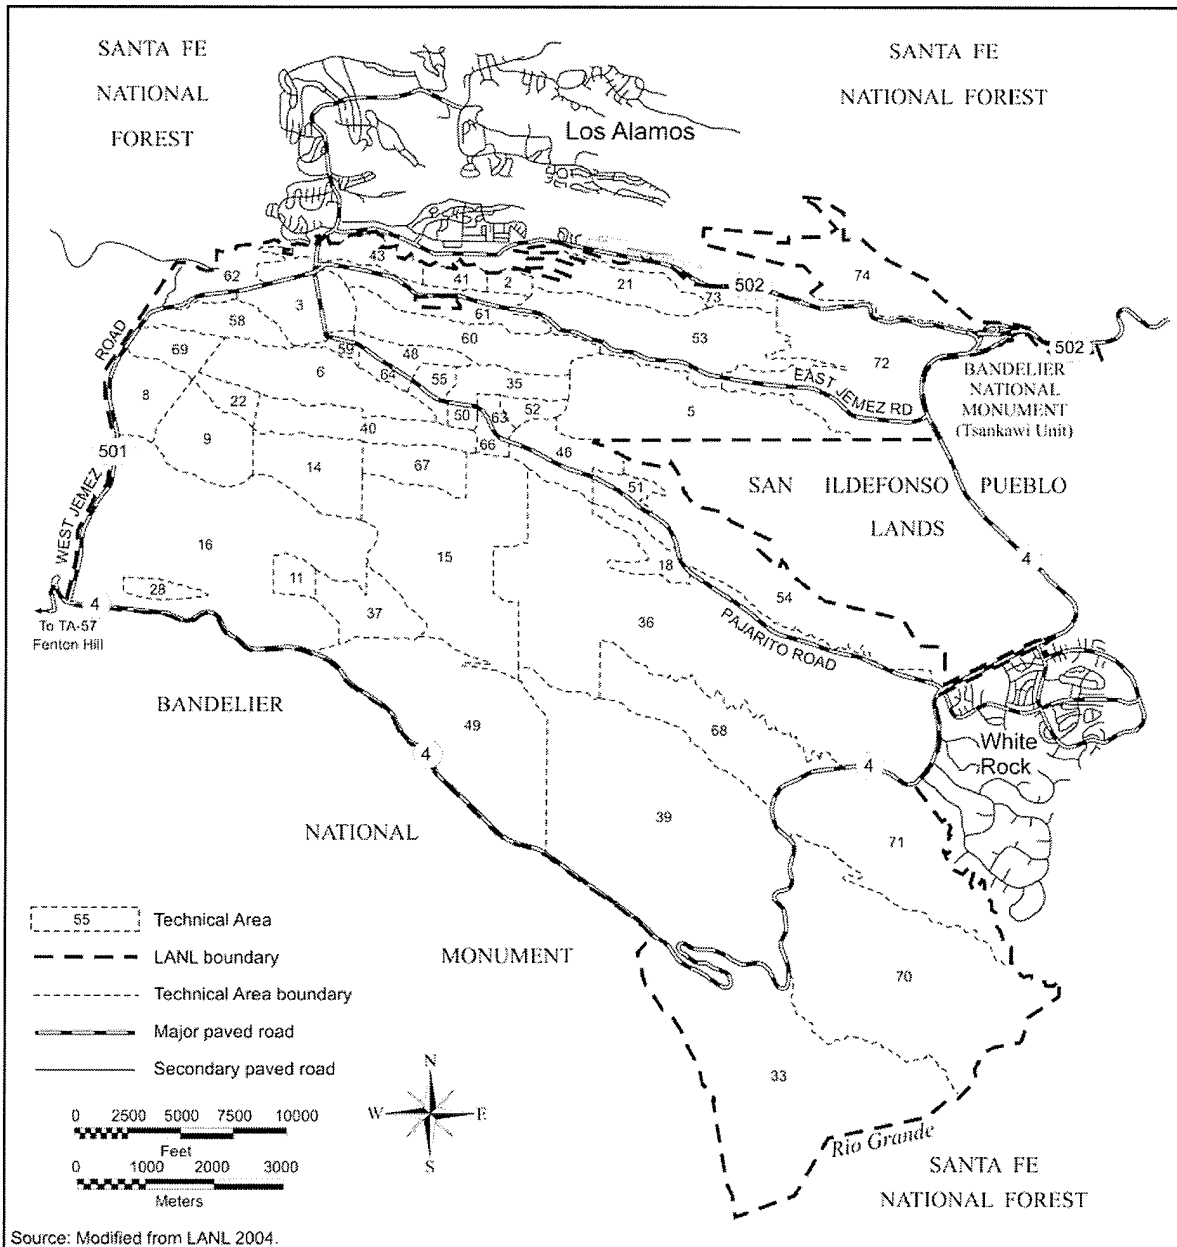 SANTA FE
NATIONAL
FOREST
SANTA FE
NATIONAL FOREST
Los Alamos
74
43
62
41
2
21
73
502
3
58
61
60
53
72
502
59
69
6
48
64
55
35
EAST JEMEZ RD
BANDELIER
NATIONAL
MONUMENT
(Tsankawi Unit)
ROAD
8
22
50
63
52
5
9
40
66
46
501
14
67
51
SAN ILDEFONSO PUEBLO
LANDS
WEST JEMEZ
16
15
18
4
28
11
54
4
To TA-57
Fenton Hill
37
36
PAJARITO ROAD
BANDELIER
49
68
White
Rock
4
4
NATIONAL
39
71
55 Technical Area
LANL boundary
MONUMENT
70
Technical Area boundary
Major paved road
Secondary paved road
33
N
W E
S
0 2500 5000 7500 10000
Feet
0 1000 2000 3000
Meters
Rio Grande
SANTA FE
NATIONAL FOREST
Source: Modified from LANL 2004.